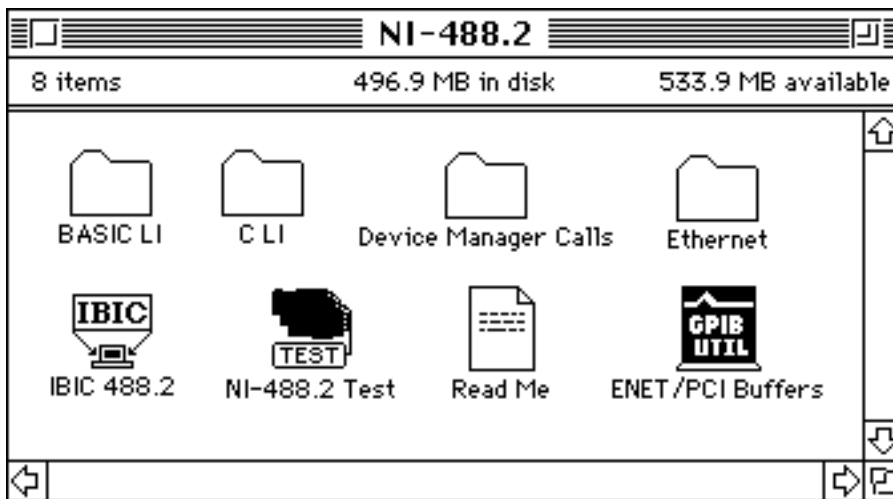 NI-488.2
8 items 496.9 MB in disk 533.9 MB available
BASIC LI C LI Device Manager Calls Ethernet
IBIC
TEST
GPIB
UTIL
IBIC 488.2 NI-488.2 Test Read Me ENET/PCI Buffers